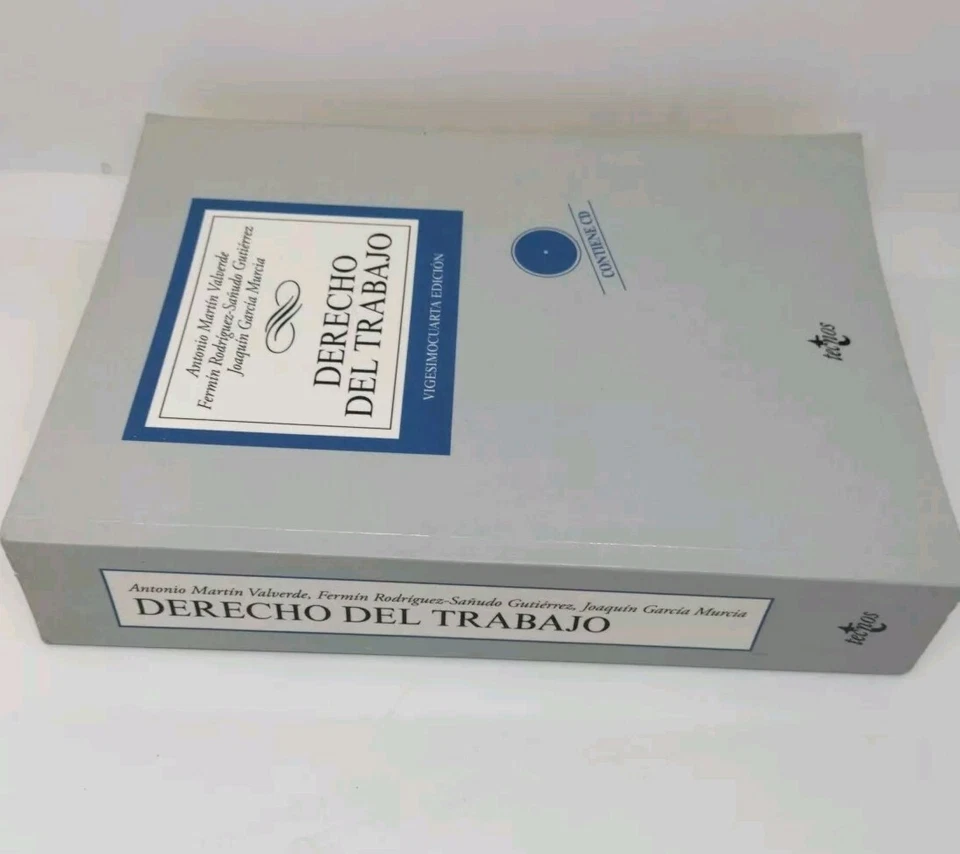 Antonio Martín Valverde
Fermín Rodríguez-Sañudo Gutiérrez
Joaquín García Murcia
DERECHO
DEL TRABAJO
VIGESIMOCUARTA EDICIÓN
CONTIENE CD
tecnos
Antonio Martín Valverde, Fermín Rodríguez-Sañudo Gutiérrez, Joaquín García Murcia
DERECHO DEL TRABAJO
tecnos